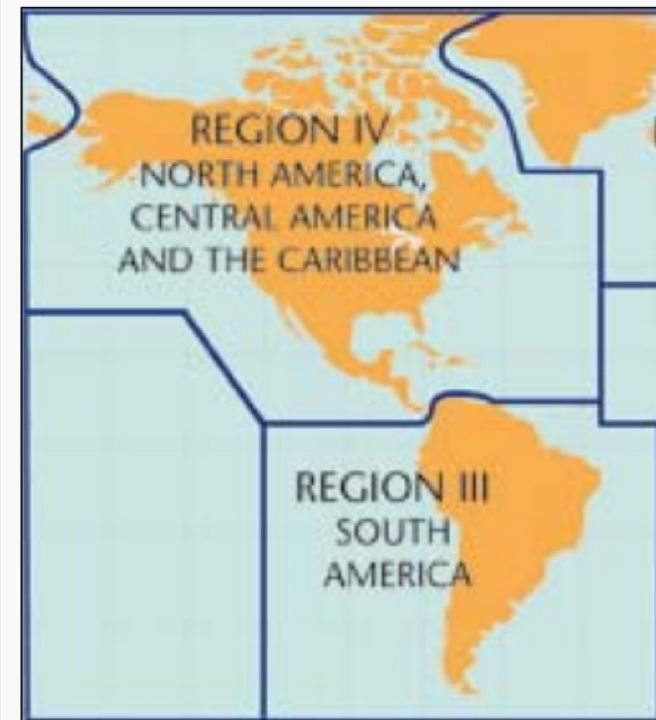 REGION IV
NORTH AMERICA,
CENTRAL AMERICA
AND THE CARIBBEAN
REGION III
SOUTH
AMERICA